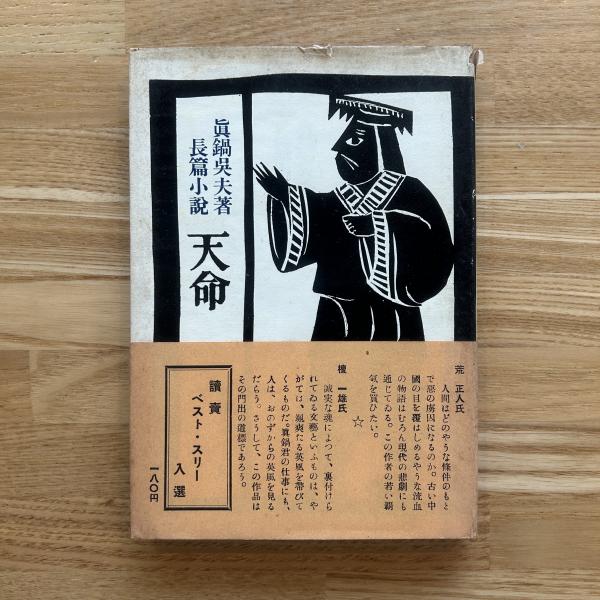 眞鍋吳夫著
長篇小說
天命
荒 正人氏
人間はどのやうな條件のもと
で惡の虜囚になるのか。古い中
國の目を覆はしめるやうな流血
の物語はむろん現代の悲劇にも
通じてゐる。この作者の若い覇
気を買ひたい。
☆
檀 一雄氏
誠実な魂によつて、裏付けら
れてゐる文藝といふものは、や
がては、颯爽たる英風を帶びて
くるものだ。眞鍋君の仕事にも、
人は、おのずからの英風を見る
だらう。さうして、この作品は
その門出の道標であろう。
讀賣
ベスト・スリー
入選
一八〇円